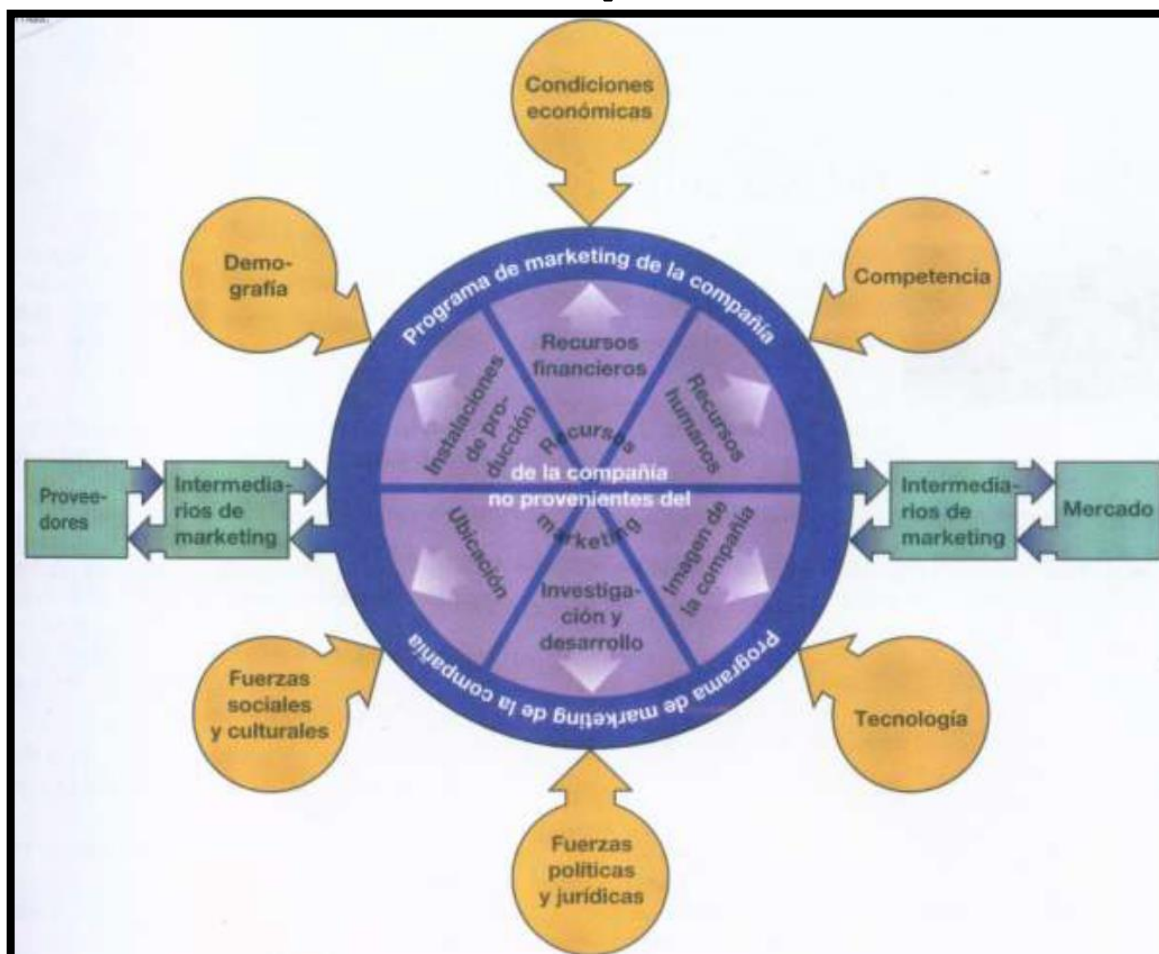 Condiciones
económicas
Demo-
grafía
Competencia
Programa de marketing de la compañía
Recursos
financieros
Instalaciones
de pro-
ducción
Recursos
humanos
Recursos
de la compañía
no provenientes del
marketing
Provee-
dores
Intermedia-
rios de
marketing
Intermedia-
rios de
marketing
Mercado
Ubicación
Investiga-
ción y
desarrollo
Imagen de
la compañía
Programa de marketing de la compañía
Fuerzas
sociales
y culturales
Tecnología
Fuerzas
políticas
y jurídicas